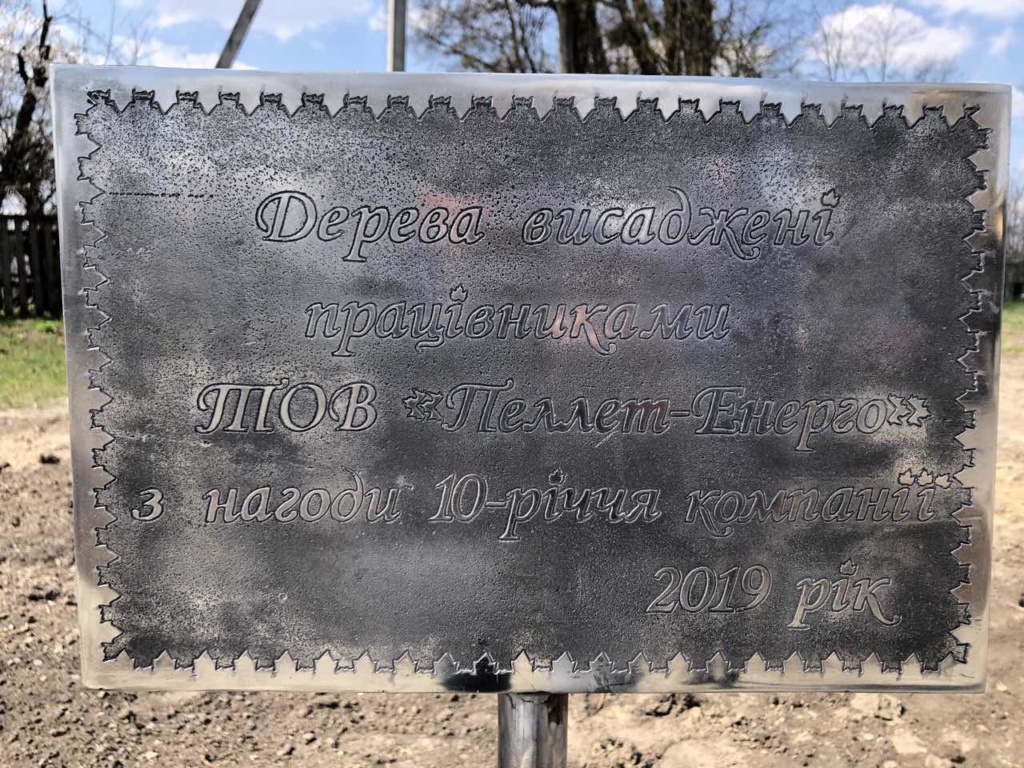 Дерева висаджені
працівниками
ТОВ «Пеллет-Енерго»
з нагоди 10-річчя компанії
2019 рік